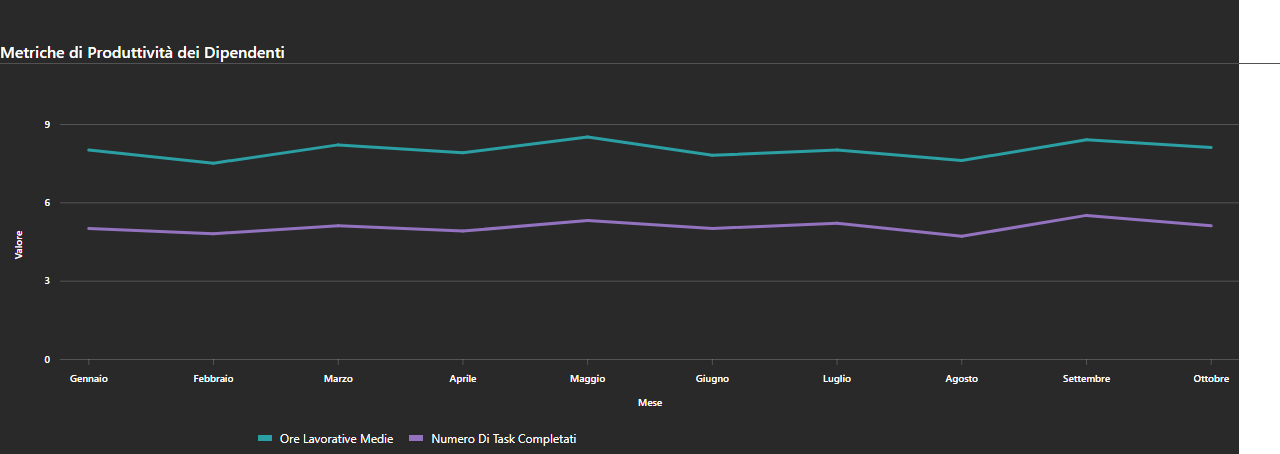 Metriche di Produttività dei Dipendenti
9
6
3
0
Valore
Gennaio Febbraio Marzo Aprile Maggio Giugno Luglio Agosto Settembre Ottobre
Mese
Ore Lavorative Medie Numero Di Task Completati